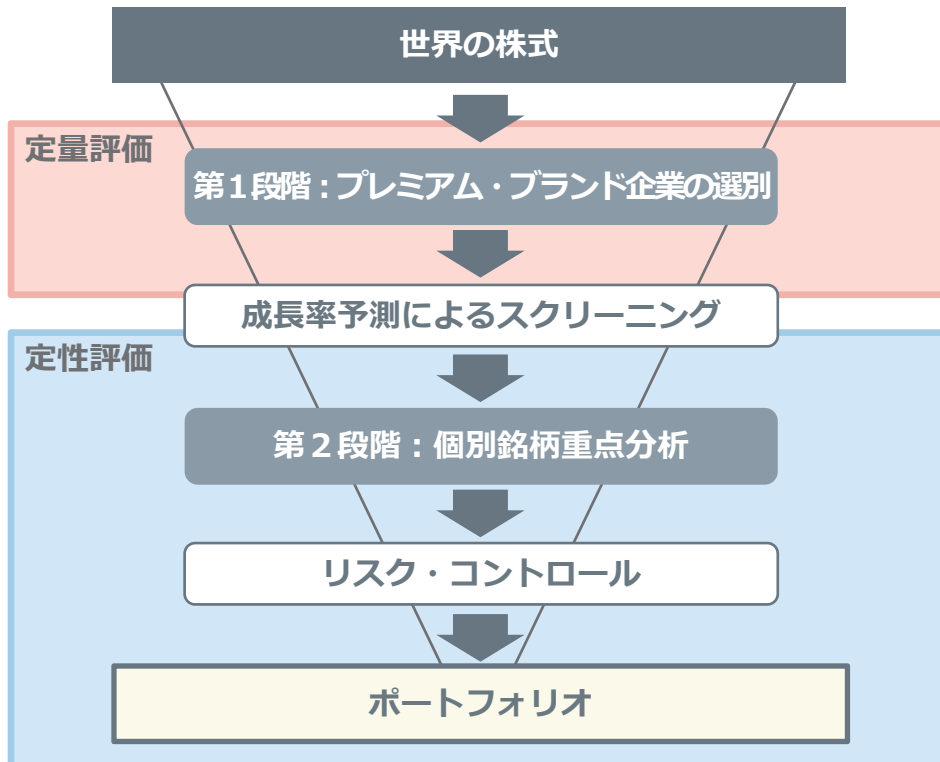 世界の株式
定量評価
第１段階：プレミアム・ブランド企業の選別
成長率予測によるスクリーニング
定性評価
第２段階：個別銘柄重点分析
リスク・コントロール
ポートフォリオ